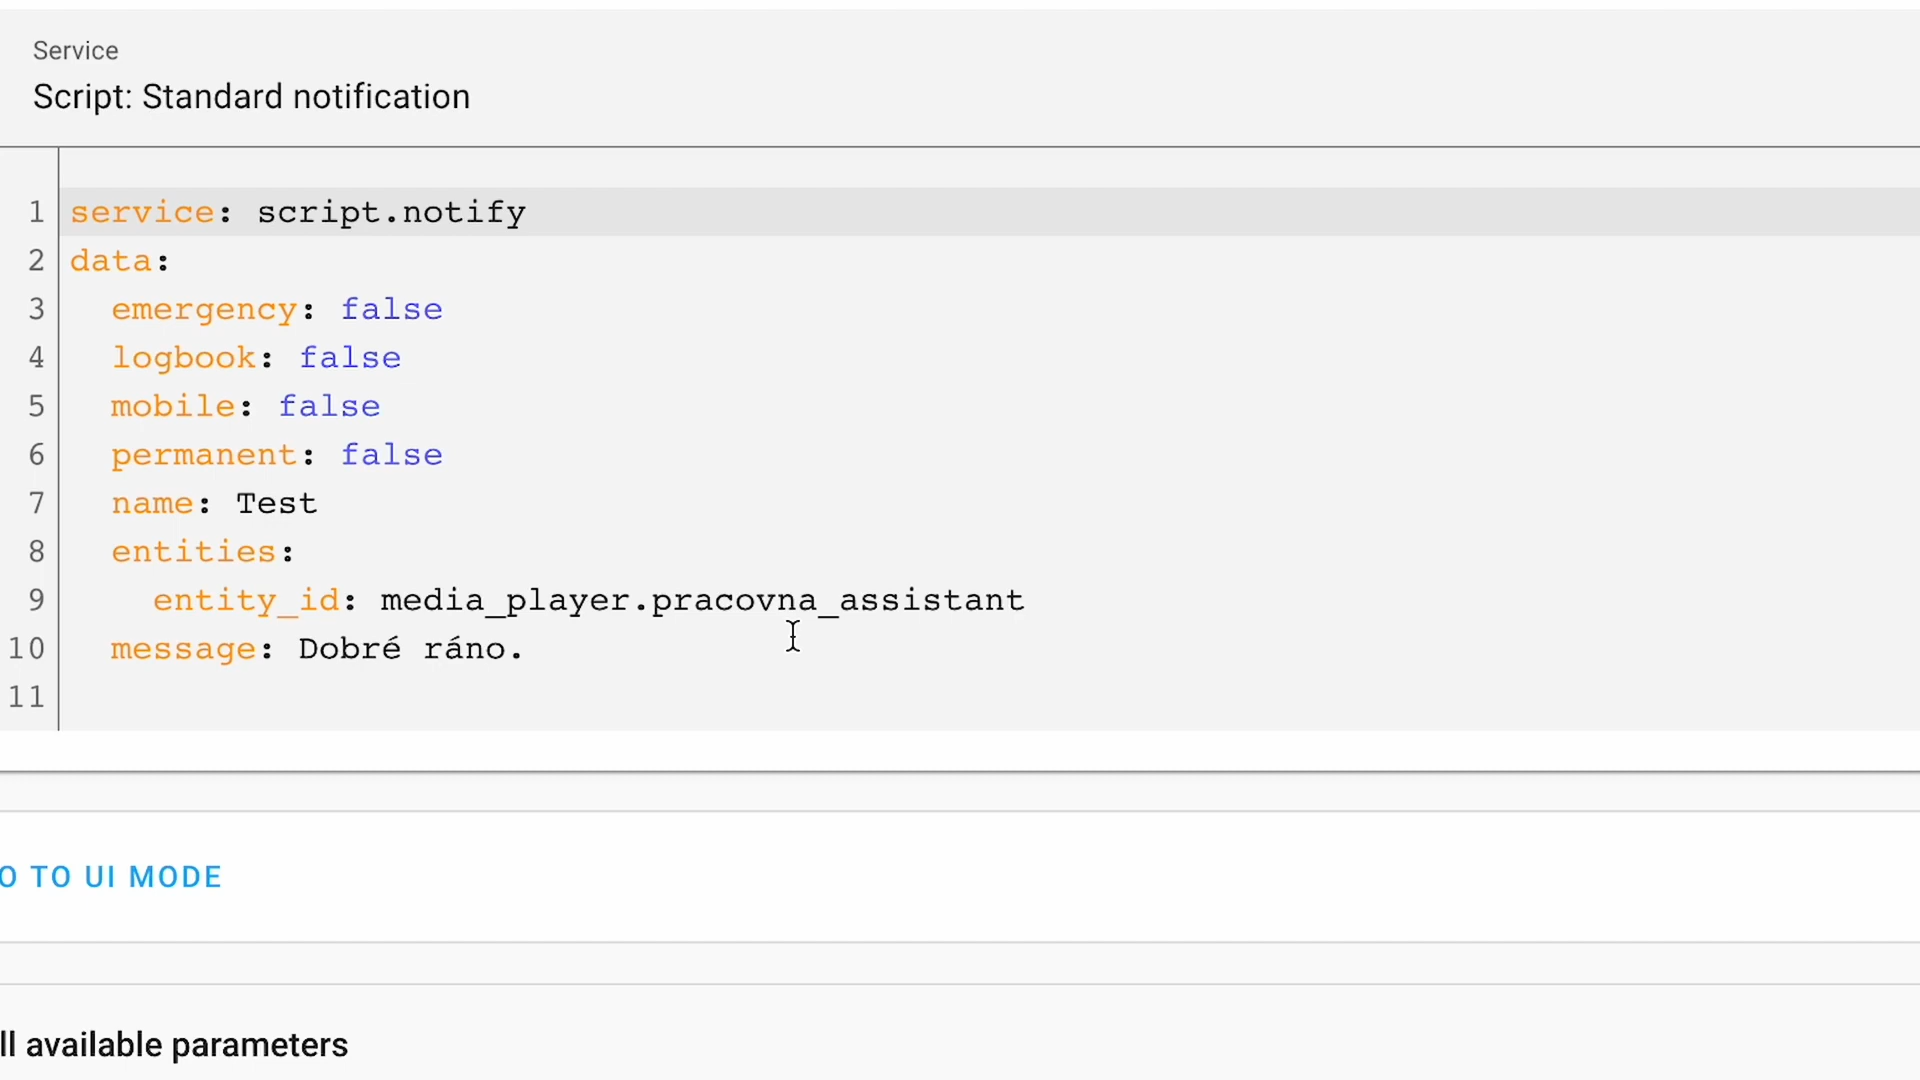 Service
Script: Standard notification
1 service: script.notify
2 data:
3 emergency: false
4 logbook: false
5 mobile: false
6 permanent: false
7 name: Test
8 entities:
9 entity_id: media_player.pracovna_assistant
10 message: Dobré ráno.
11
O TO UI MODE
ll available parameters